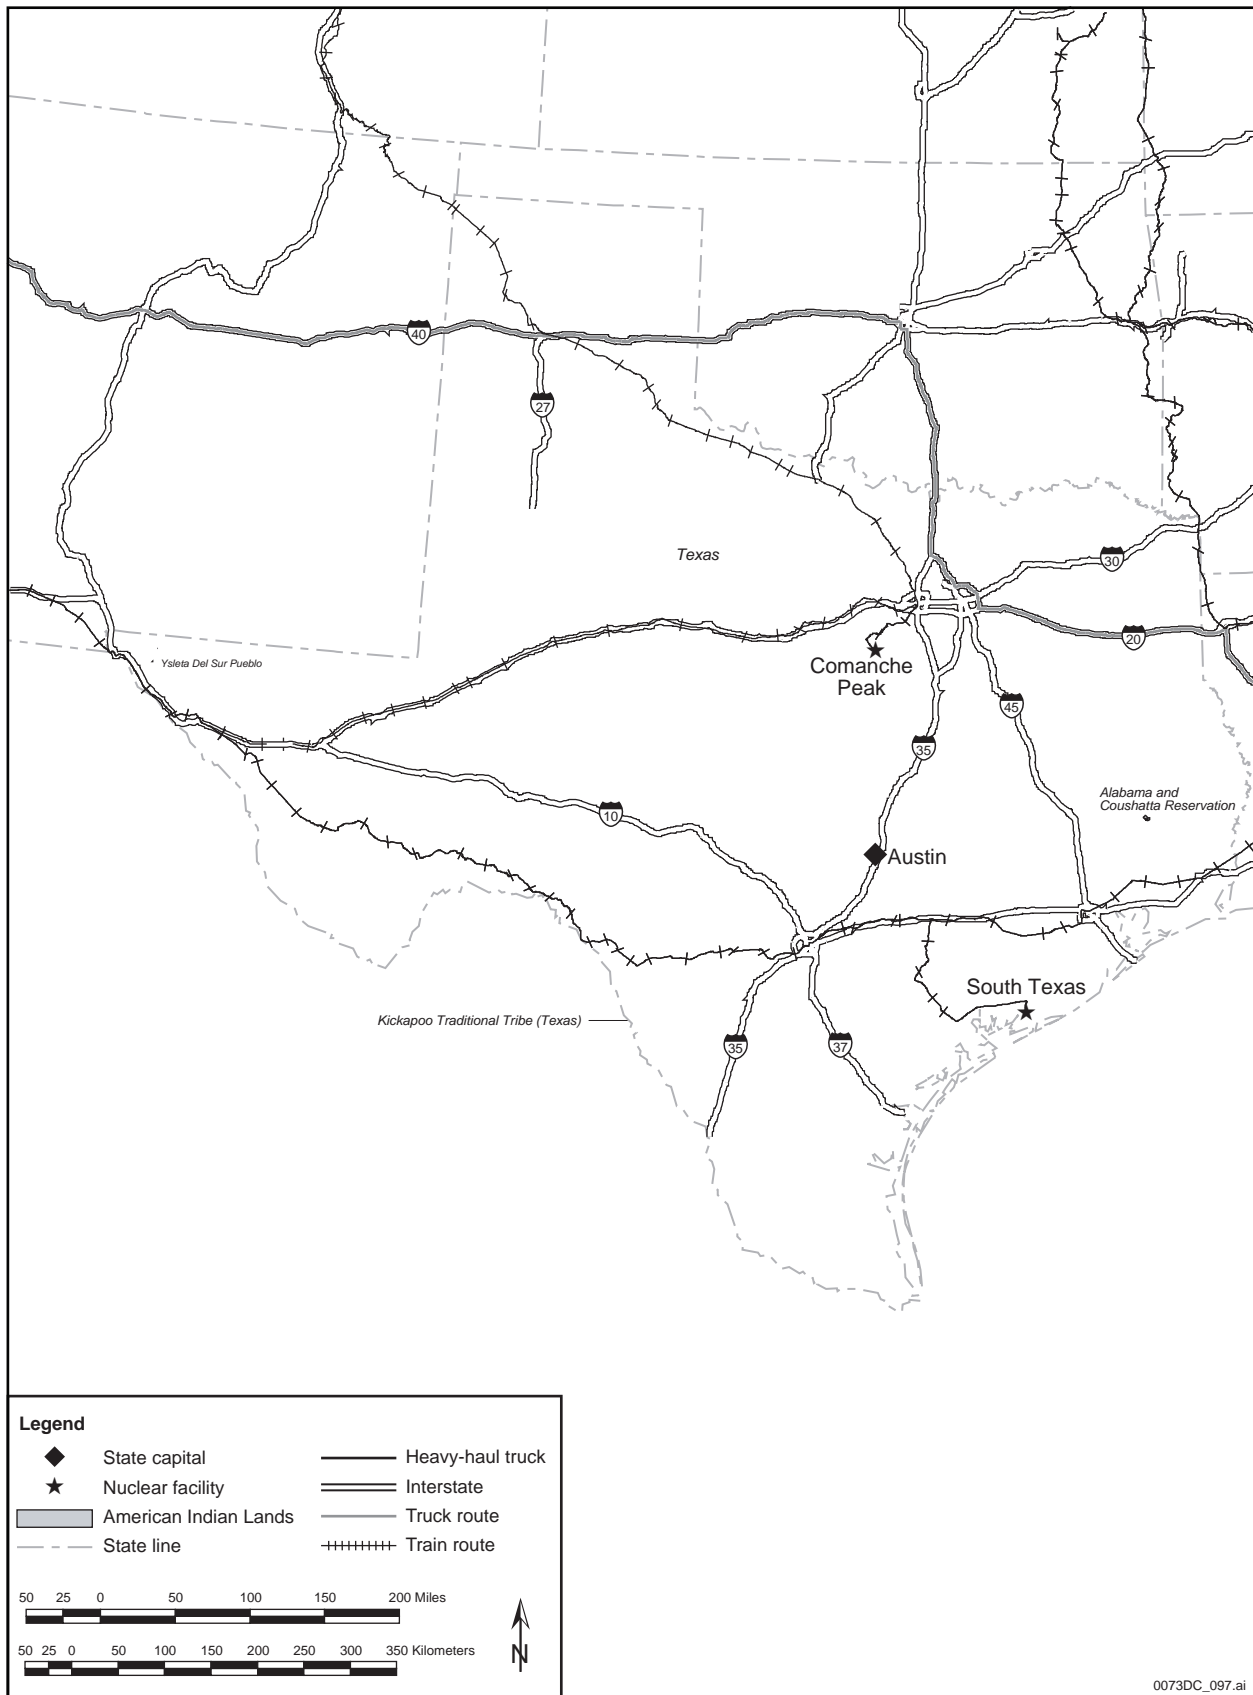 40
27
Texas
30
20
Ysleta Del Sur Pueblo
Comanche
Peak
45
35
Alabama and
Coushatta Reservation
10
Austin
South Texas
Kickapoo Traditional Tribe (Texas)
35
37
Legend
State capital
Heavy-haul truck
Nuclear facility
Interstate
American Indian Lands
Truck route
State line
Train route
50 25 0 50 100 150 200 Miles
50 25 0 50 100 150 200 250 300 350 Kilometers
N
0073DC_097.ai